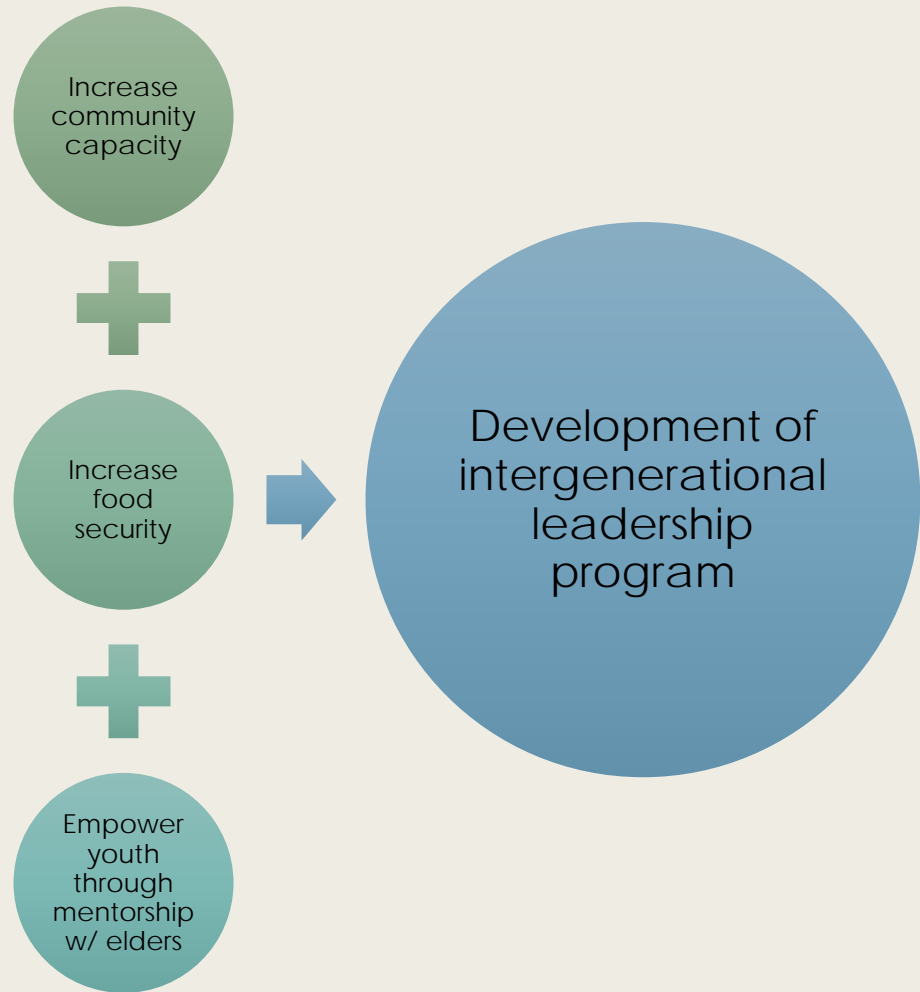 Increase
community
capacity
Increase
food
security
Empower
youth
through
mentorship
w/ elders
Development of
intergenerational
leadership
program